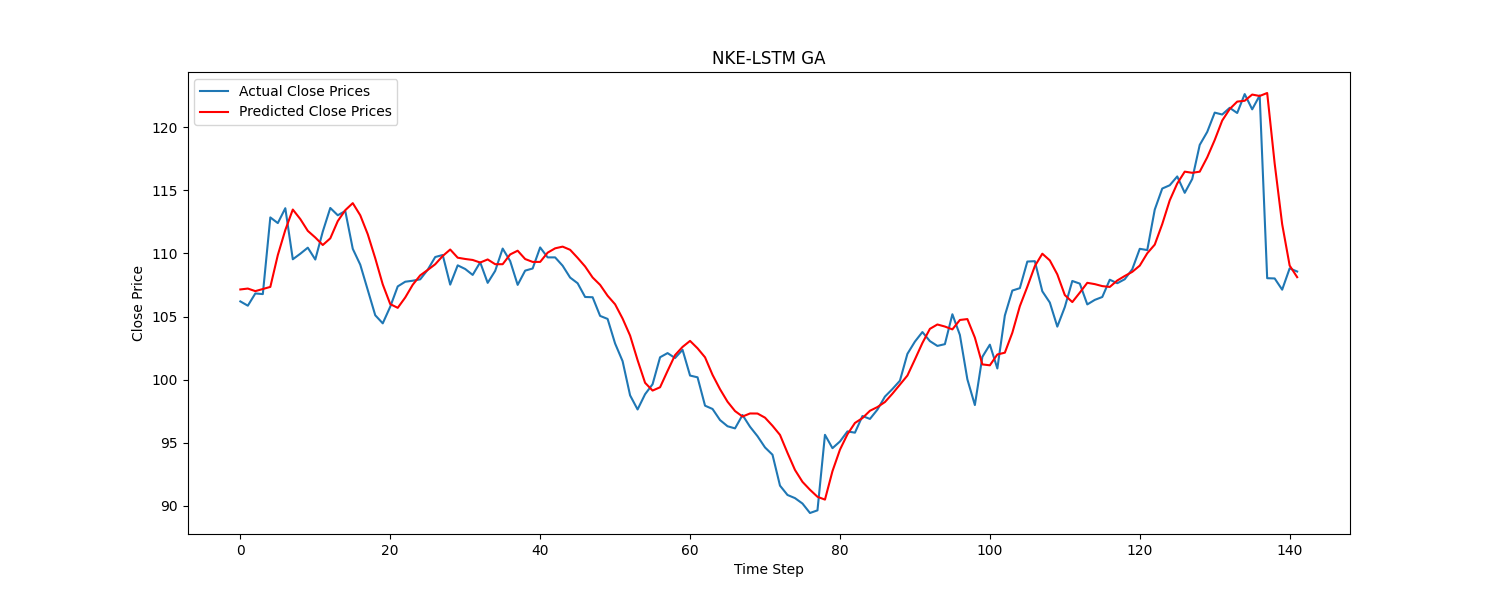 NKE-LSTM GA
Actual Close Prices
Predicted Close Prices
120
115
110
105
100
95
90
Close Price
0 20 40 60 80 100 120 140
Time Step